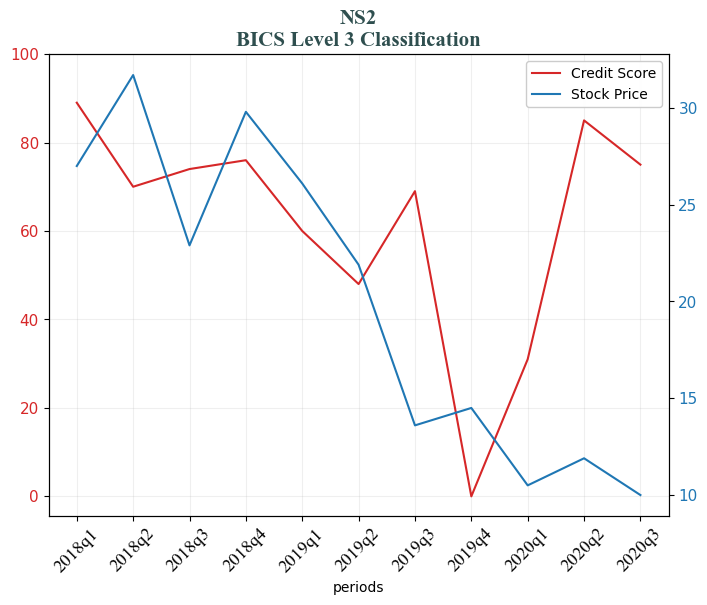 NS2
BICS Level 3 Classification
Credit Score
Stock Price
100
80
60
40
20
0
30
25
20
15
10
2018q1
2018q2
2018q3
2018q4
2019q1
2019q2
2019q3
2019q4
2020q1
2020q2
2020q3
periods